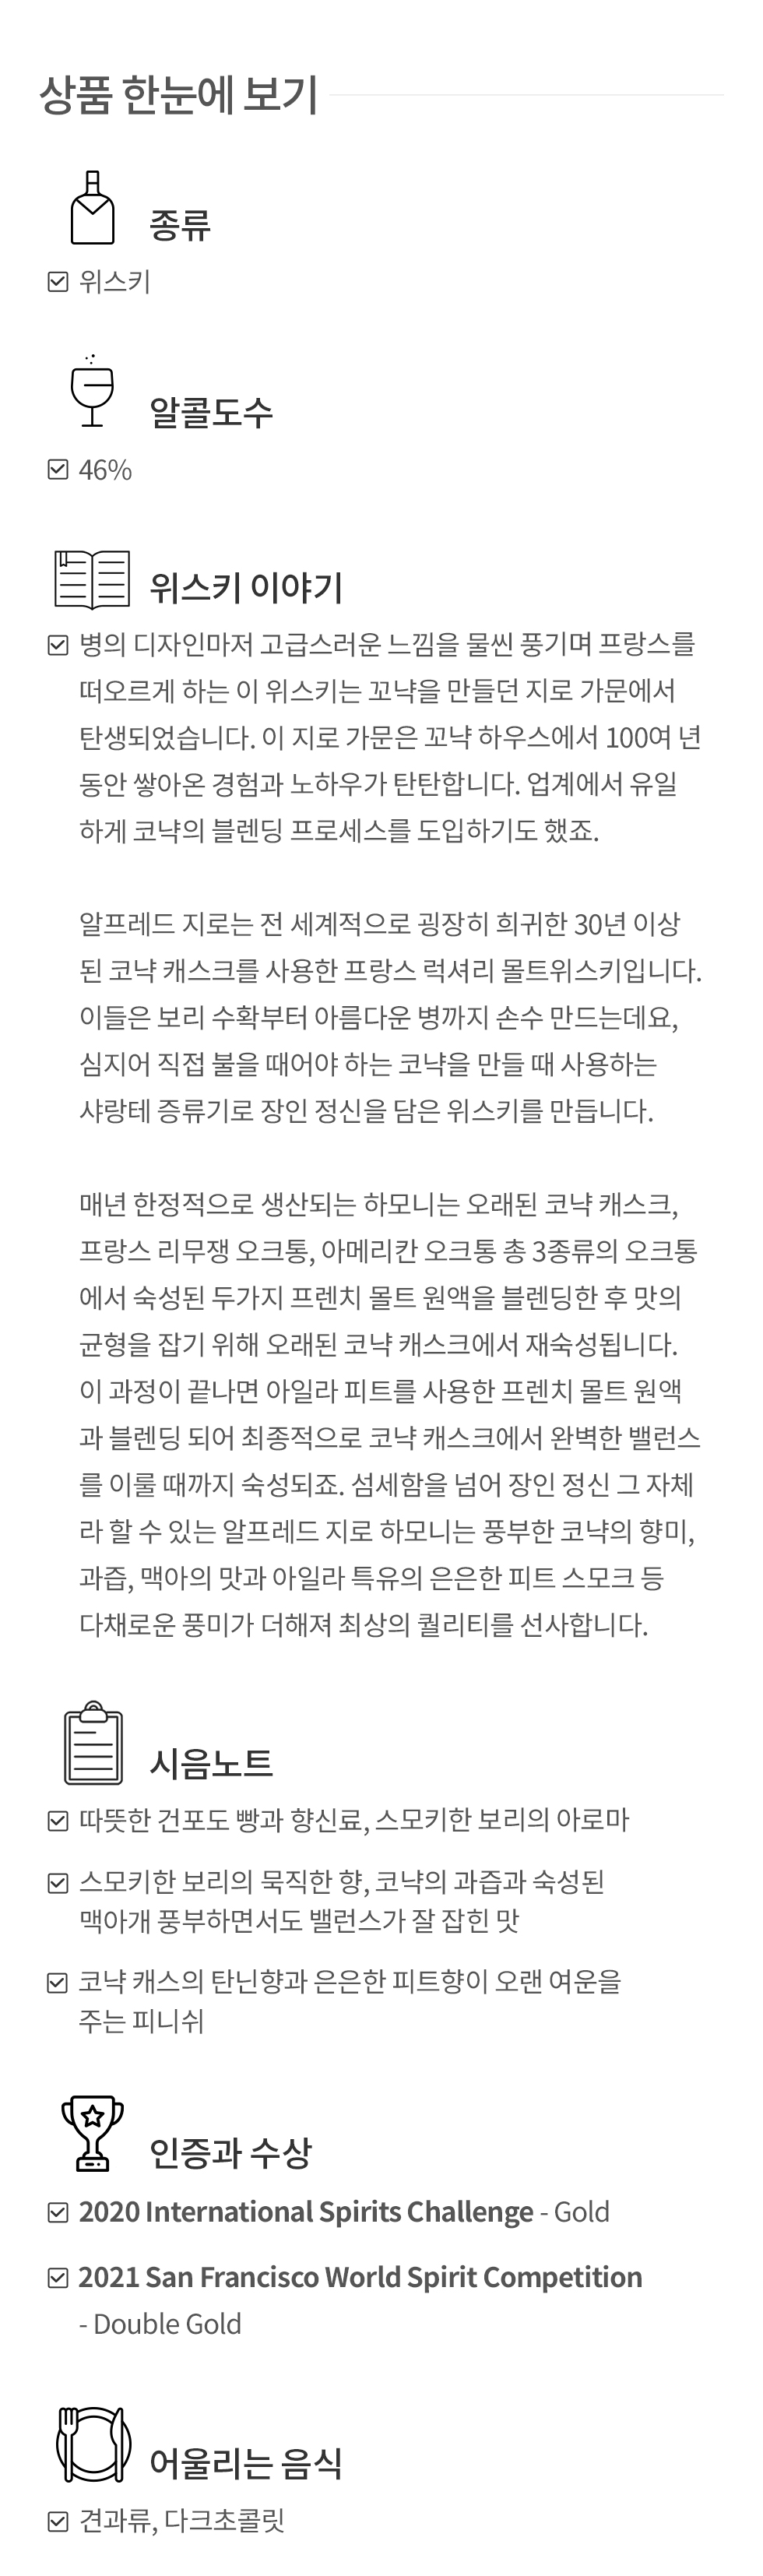 상품 한눈에 보기
종류
위스키
알콜도수
46%
위스키 이야기
병의 디자인마저 고급스러운 느낌을 물씬 풍기며 프랑스를
떠오르게 하는 이 위스키는 꼬냑을 만들던 지로 가문에서
탄생되었습니다. 이 지로 가문은 꼬냑 하우스에서 100여 년
동안 쌓아온 경험과 노하우가 탄탄합니다. 업계에서 유일
하게 코냑의 블렌딩 프로세스를 도입하기도 했죠.
알프레드 지로는 전 세계적으로 굉장히 희귀한 30년 이상
된 코냑 캐스크를 사용한 프랑스 럭셔리 몰트위스키입니다.
이들은 보리 수확부터 아름다운 병까지 손수 만드는데요,
심지어 직접 불을 때어야 하는 코냑을 만들 때 사용하는
샤랑테 증류기로 장인 정신을 담은 위스키를 만듭니다.
매년 한정적으로 생산되는 하모니는 오래된 코냑 캐스크,
프랑스 리무쟁 오크통, 아메리칸 오크통 총 3종류의 오크통
에서 숙성된 두가지 프렌치 몰트 원액을 블렌딩한 후 맛의
균형을 잡기 위해 오래된 코냑 캐스크에서 재숙성됩니다.
이 과정이 끝나면 아일라 피트를 사용한 프렌치 몰트 원액
과 블렌딩 되어 최종적으로 코냑 캐스크에서 완벽한 밸런스
를 이룰 때까지 숙성되죠. 섬세함을 넘어 장인 정신 그 자체
라 할 수 있는 알프레드 지로 하모니는 풍부한 코냑의 향미,
과즙, 맥아의 맛과 아일라 특유의 은은한 피트 스모크 등
다채로운 풍미가 더해져 최상의 퀄리티를 선사합니다.
시음노트
따뜻한 건포도 빵과 향신료, 스모키한 보리의 아로마
스모키한 보리의 묵직한 향, 코냑의 과즙과 숙성된
맥아개 풍부하면서도 밸런스가 잘 잡힌 맛
코냑 캐스의 탄닌향과 은은한 피트향이 오랜 여운을
주는 피니쉬
인증과 수상
2020 International Spirits Challenge - Gold
2021 San Francisco World Spirit Competition
- Double Gold
어울리는 음식
견과류, 다크초콜릿